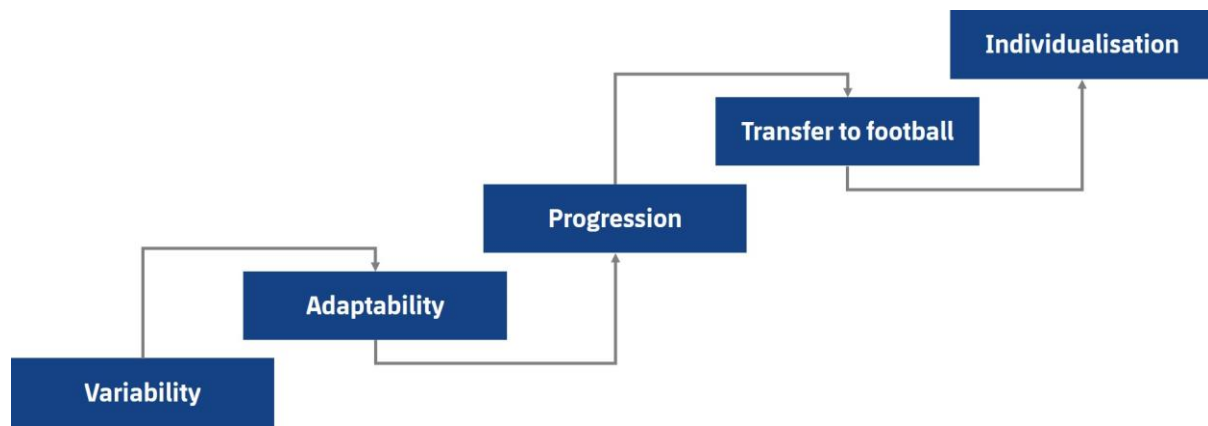 Individualisation
Transfer to football
Progression
Adaptability
Variability